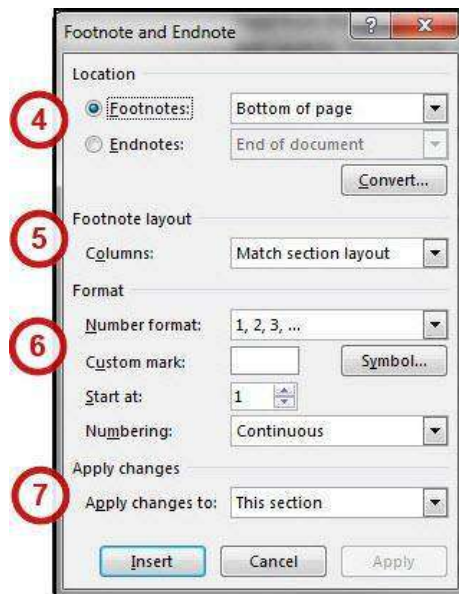 Footnote and Endnote ? X
Location
4 Footnotes: Bottom of page
Endnotes: End of document
Convert...
Footnote layout
5 Columns: Match section layout
Format
Number format: 1, 2, 3, ...
6 Custom mark: Symbol...
Start at: 1
Numbering: Continuous
Apply changes
7 Apply changes to: This section
Insert Cancel Apply